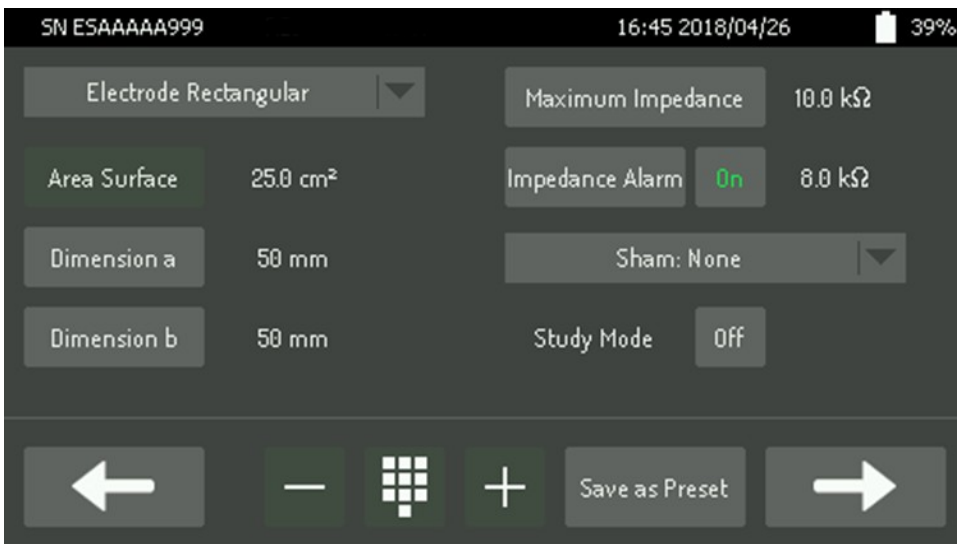 SN ESAAAAA999 16:45 2018/04/26 39%
Electrode Rectangular
Maximum Impedance 10.0 kΩ
Area Surface 25.0 cm²
Impedance Alarm On 8.0 kΩ
Dimension a 50 mm
Sham: None
Dimension b 50 mm
Study Mode Off
Save as Preset